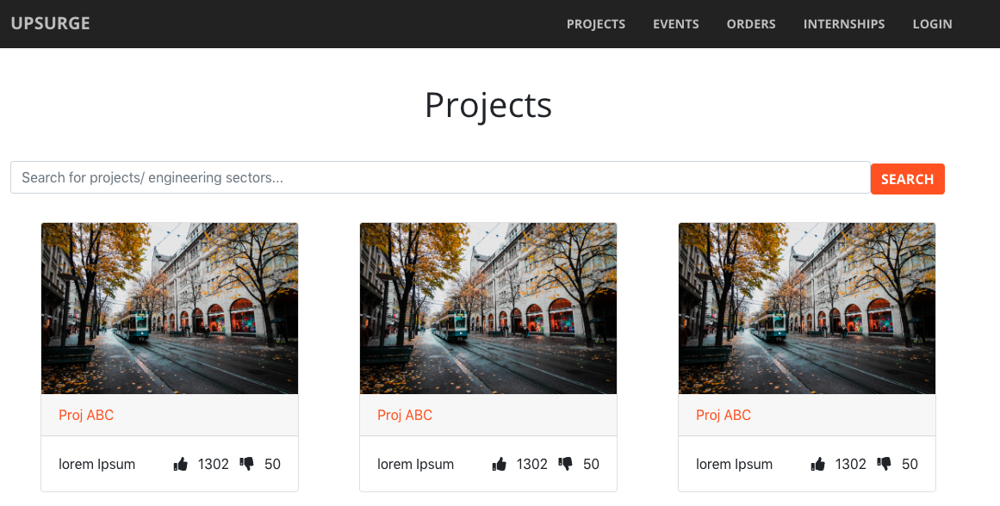 UPSURGE PROJECTS EVENTS ORDERS INTERNSHIPS LOGIN
Projects
Search for projects/ engineering sectors...
SEARCH
Proj ABC Proj ABC Proj ABC
lorem Ipsum 1302 50 lorem Ipsum 1302 50 lorem Ipsum 1302 50